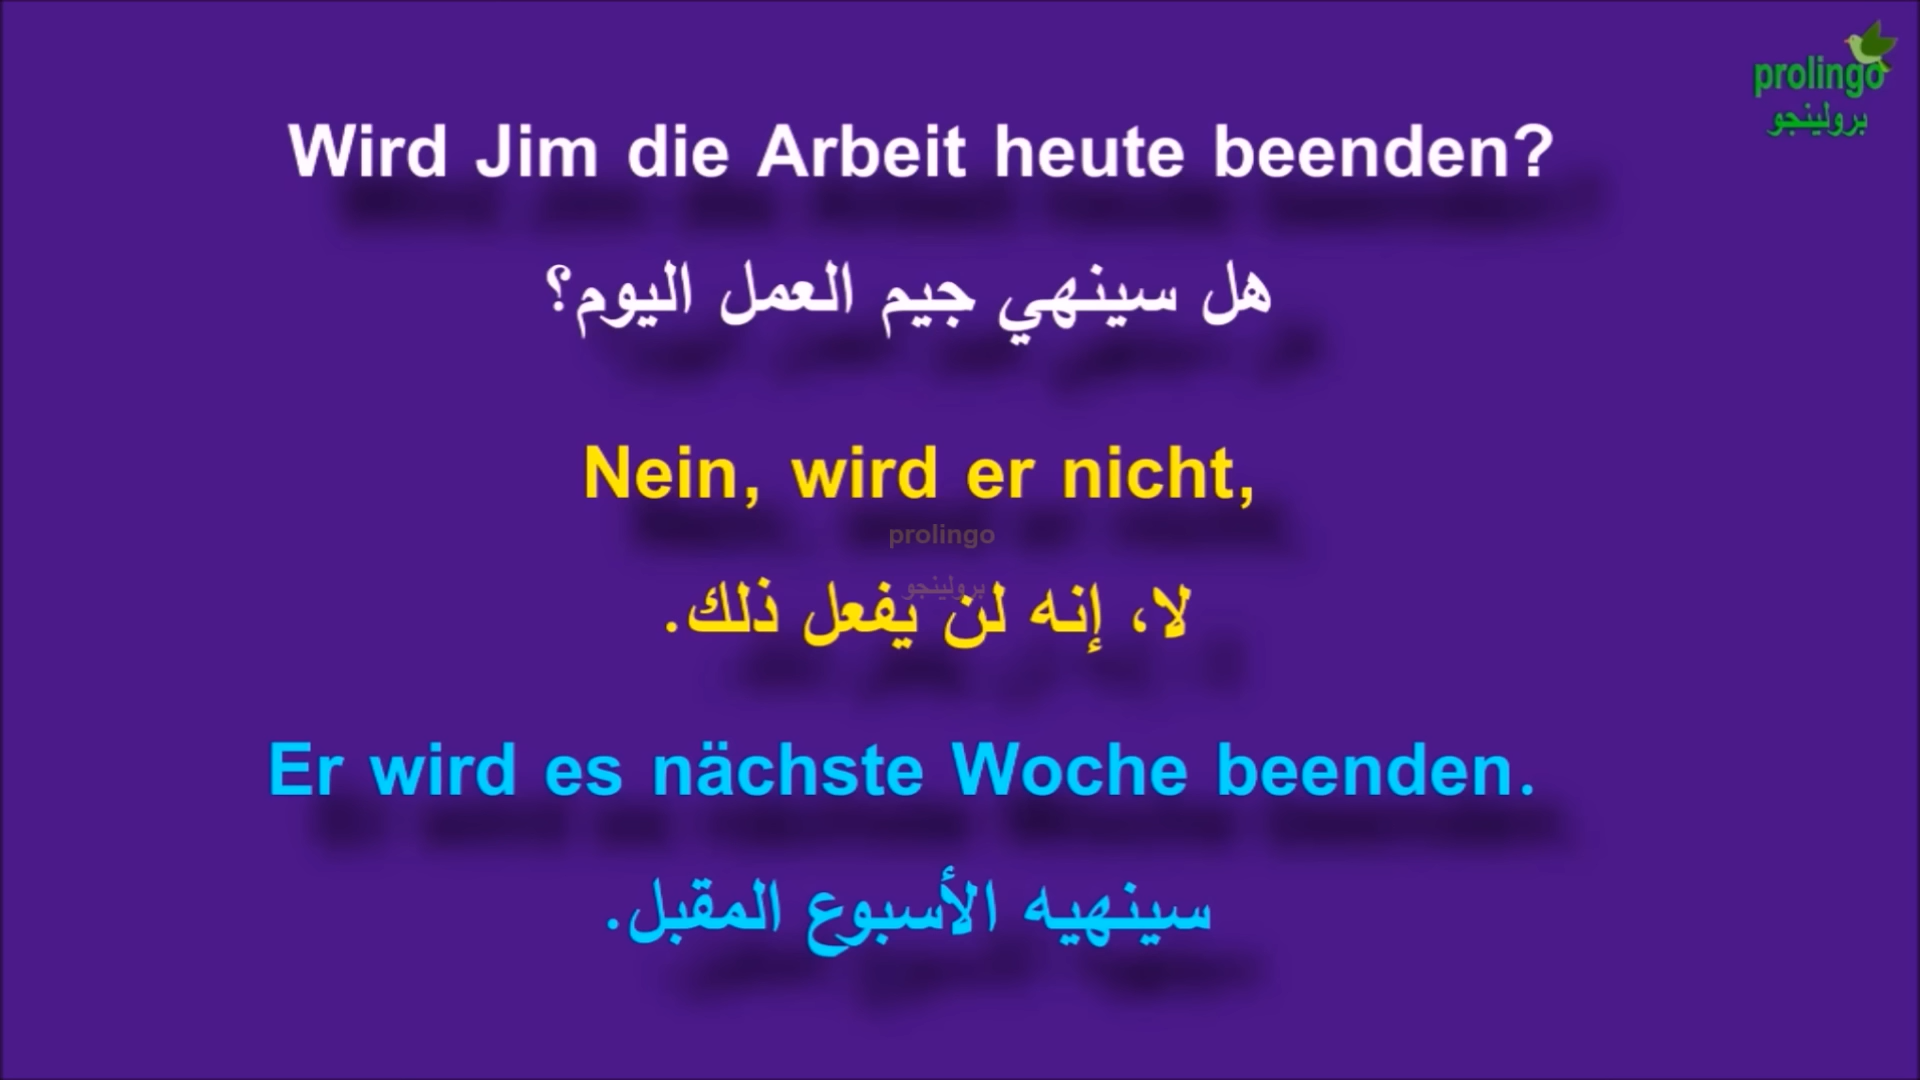 prolingo
برولينجو
Wird Jim die Arbeit heute beenden?
هل سينهي جيم العمل اليوم؟
Nein, wird er nicht,
prolingo
برولينجو
لا، إنه لن يفعل ذلك.
Er wird es nächste Woche beenden.
سينهيه الأسبوع المقبل.